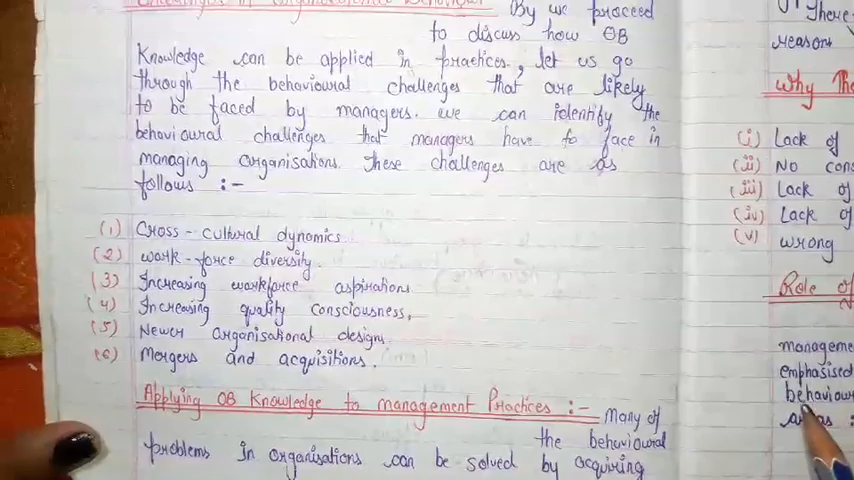 Challenges in Organizational Behaviour By we proceed
to discuss how OB
Knowledge can be applied in practices, let us go
through the behavioural challenges that are likely
to be faced by managers. we can identify the
behavioural challenges that managers have to face in
managing organisations. These challenges are as
follows :-
(1) Cross-cultural dynamics
(2) work-force diversity.
(3) Increasing workforce aspirations
(4) Increasing quality consciousness,
(5) Newer organisational designs.
(6) Mergers and acquisitions.
Applying OB Knowledge to management Practices :- Many of
the behavioural
problems in organisations can be solved by acquiring
There
reasons
Why
(i) Lack of
(ii) No
(iii) Lack of
(iv) Lack of
(v) wrong
Role of
emphasised